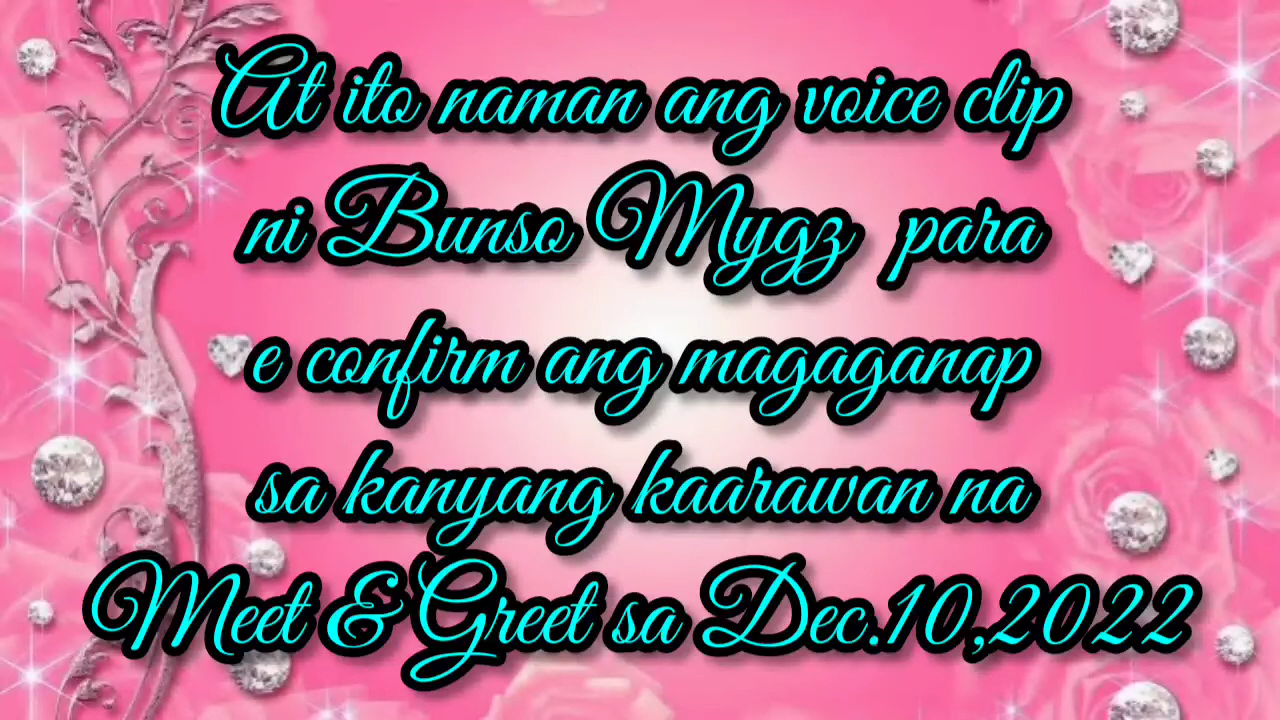 At ito naman ang voice clip
ni Bunso Mygz para
e confirm ang magaganap
sa kanyang kaarawan na
Meet & Greet sa Dec.10,2022